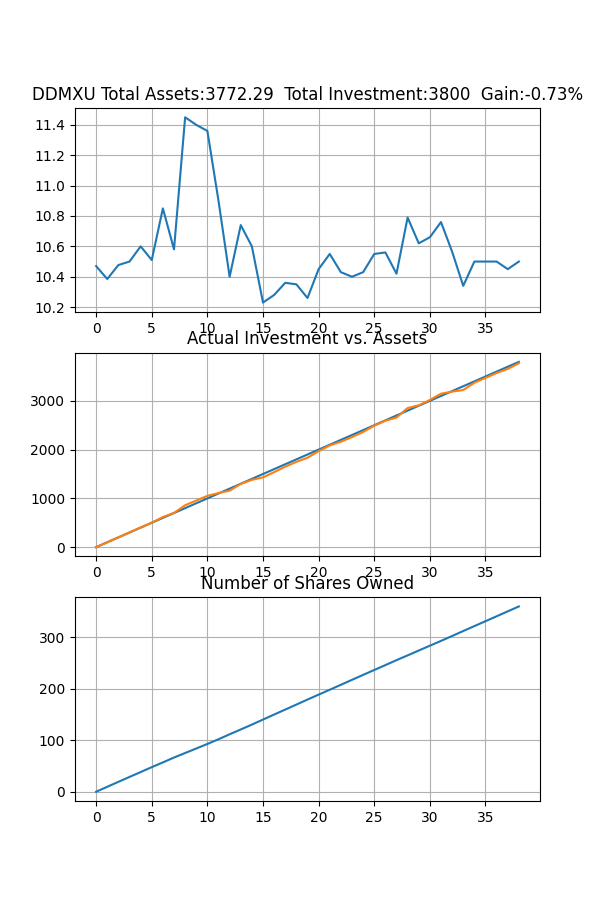 DDMXU Total Assets:3772.29  Total Investment:3800  Gain:-0.73%
11.4
11.2
11.0
10.8
10.6
10.4
10.2
0 5 10 15 20 25 30 35
Actual Investment vs. Assets
3000
2000
1000
0
0 5 10 15 20 25 30 35
Number of Shares Owned
300
200
100
0
0 5 10 15 20 25 30 35